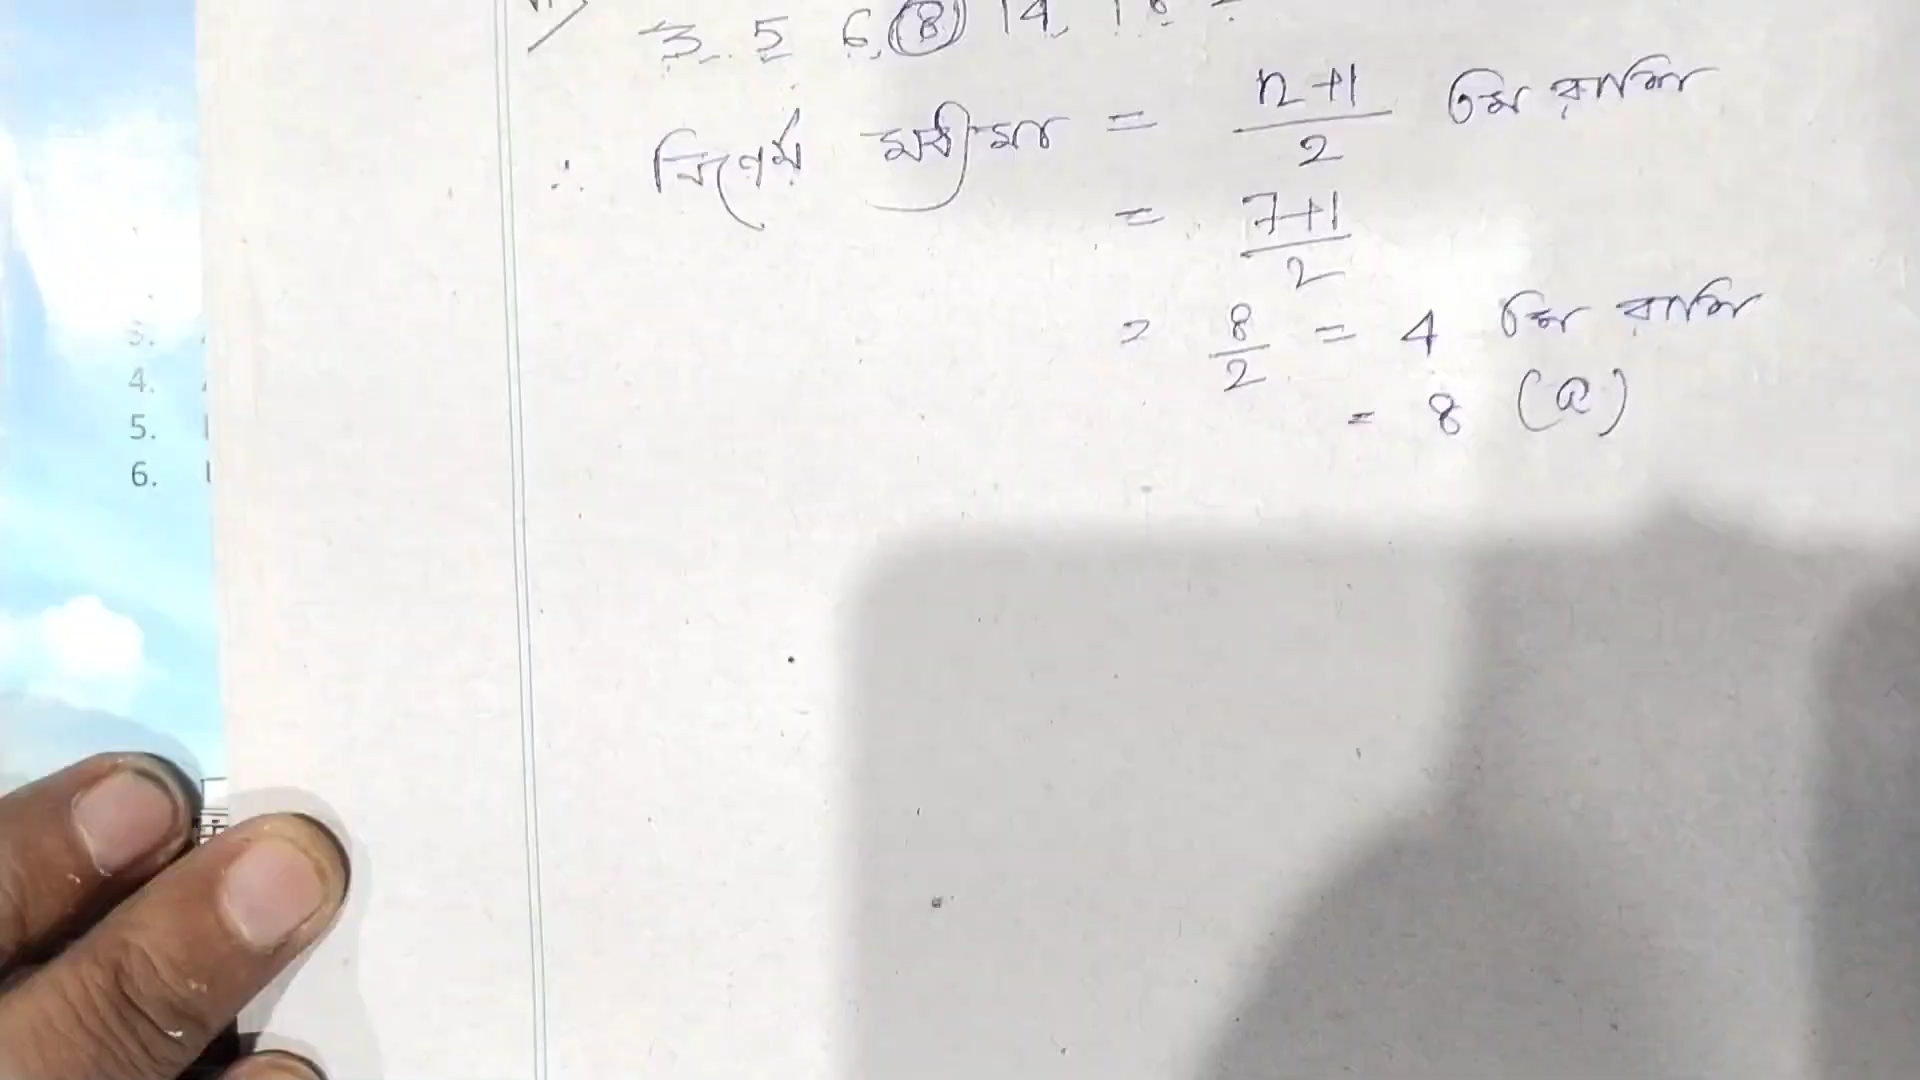 3, 5 6, 8 14,
∴ নির্ণেয় মধ্যমা = n+1/2 তম রাশি
= 7+1/2
= 8/2 = 4 তম রাশি
= 8 (a)
3.
4.
5.
6.